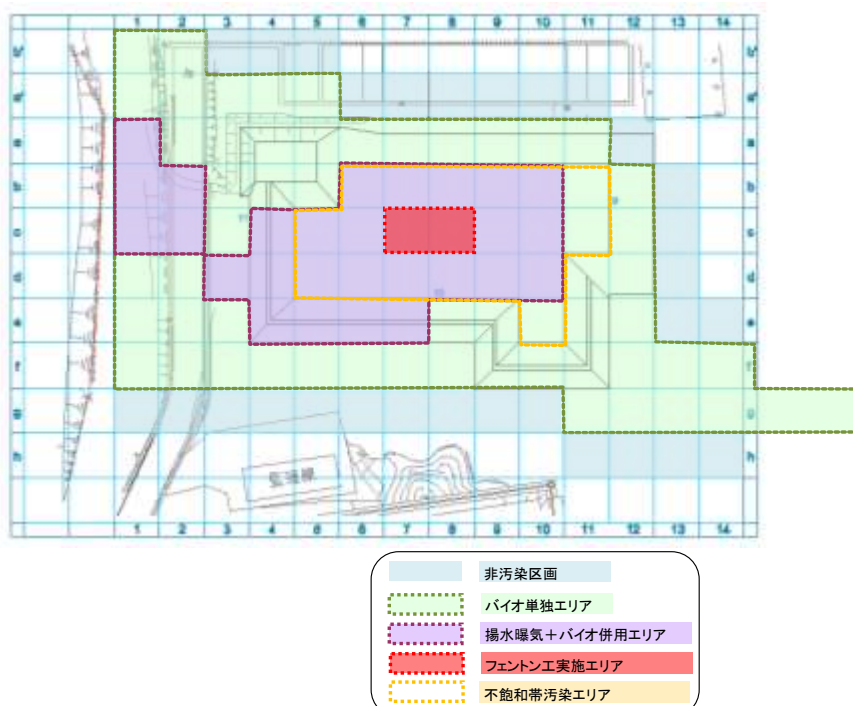 1 2 3 4 5 6 7 8 9 10 11 12 13 14
管理棟
1 2 3 4 5 6 7 8 9 10 11 12 13 14
非汚染区画
バイオ単独エリア
揚水曝気+バイオ併用エリア
フェントン工実施エリア
不飽和帯汚染エリア